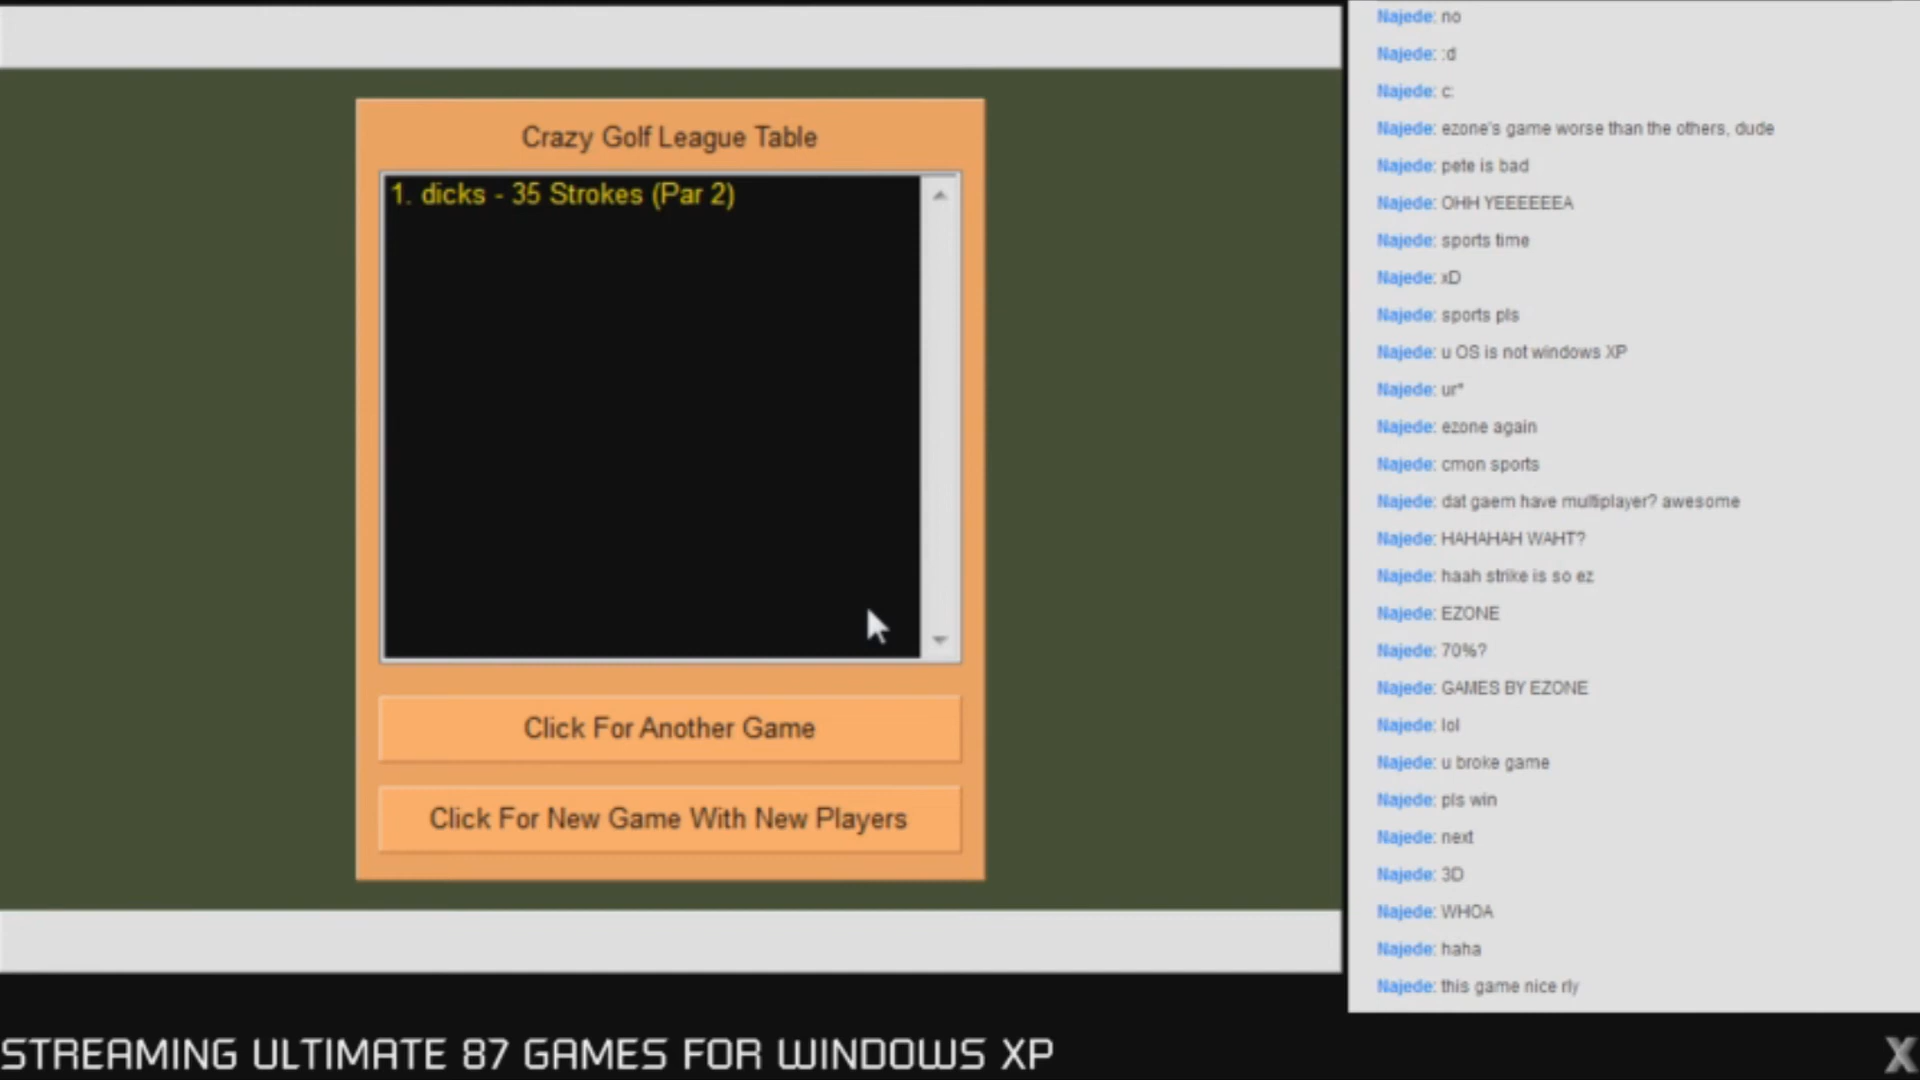 Crazy Golf League Table
1. dicks - 35 Strokes (Par 2)
Click For Another Game
Click For New Game With New Players
STREAMING ULTIMATE 87 GAMES FOR WINDOWS XP
X
Najede: no
Najede: :d
Najede: c:
Najede: ezone's game worse than the others, dude
Najede: pete is bad
Najede: OHH YEEEEEEA
Najede: sports time
Najede: xD
Najede: sports pls
Najede: u OS is not windows XP
Najede: ur*
Najede: ezone again
Najede: cmon sports
Najede: dat gaem have multiplayer? awesome
Najede: HAHAHAH WAHT?
Najede: haah strike is so ez
Najede: EZONE
Najede: 70%?
Najede: GAMES BY EZONE
Najede: lol
Najede: u broke game
Najede: pls win
Najede: next
Najede: 3D
Najede: WHOA
Najede: haha
Najede: this game nice rly